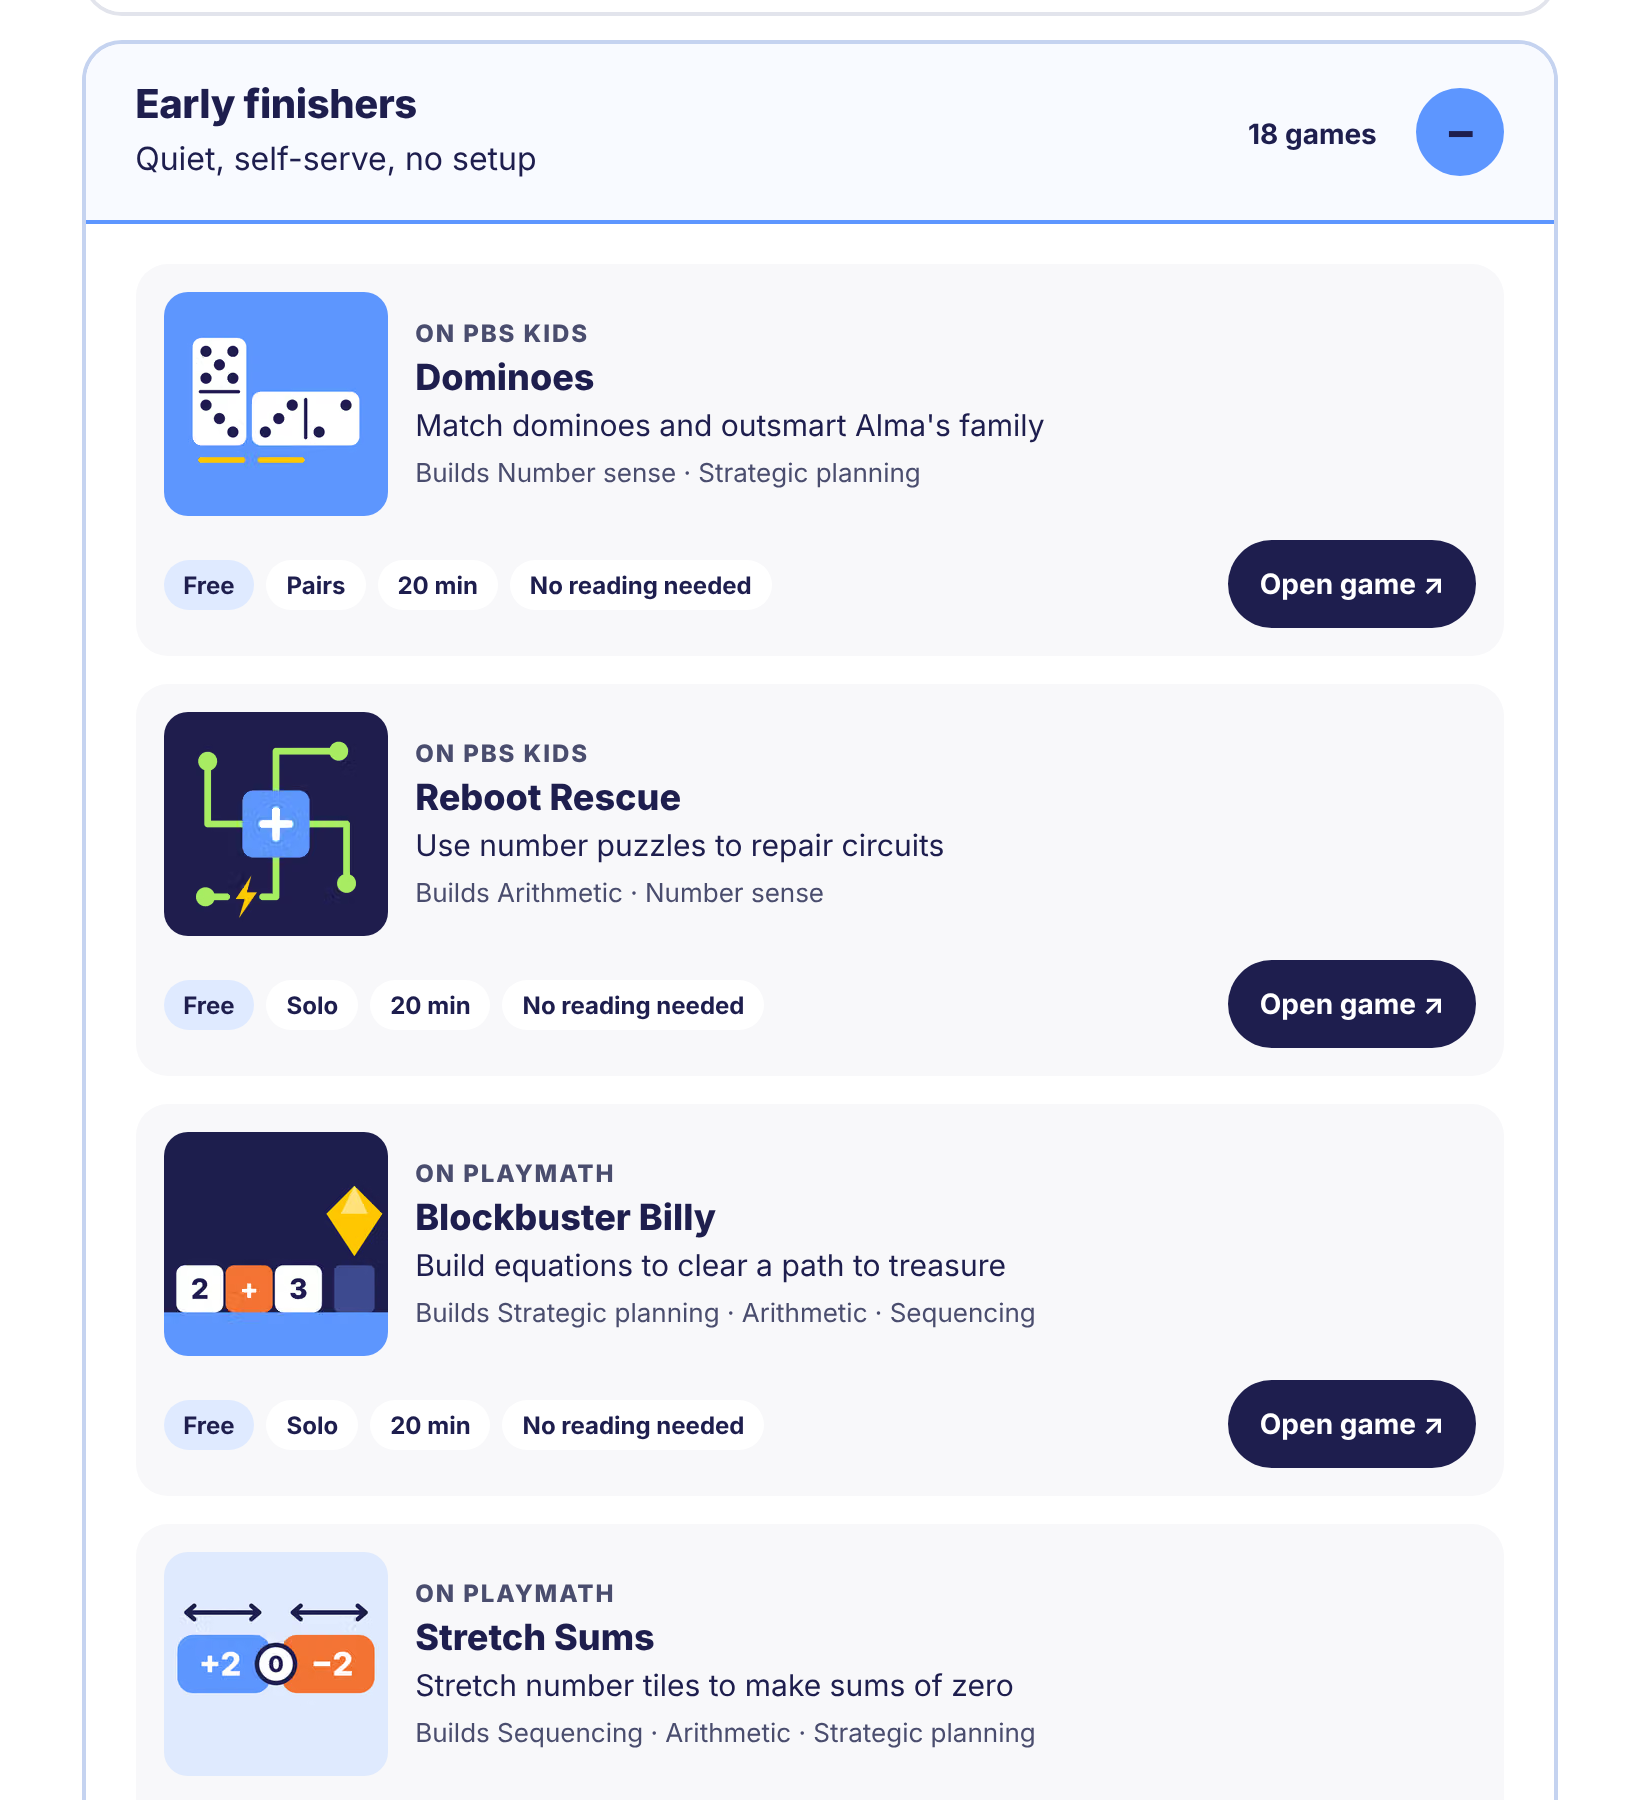 Early finishers
Quiet, self-serve, no setup
18 games
ON PBS KIDS
Dominoes
Match dominoes and outsmart Alma's family
Builds Number sense · Strategic planning
Free Pairs 20 min No reading needed Open game ↗
ON PBS KIDS
Reboot Rescue
Use number puzzles to repair circuits
Builds Arithmetic · Number sense
Free Solo 20 min No reading needed Open game ↗
2 + 3
ON PLAYMATH
Blockbuster Billy
Build equations to clear a path to treasure
Builds Strategic planning · Arithmetic · Sequencing
Free Solo 20 min No reading needed Open game ↗
+2 0 −2
ON PLAYMATH
Stretch Sums
Stretch number tiles to make sums of zero
Builds Sequencing · Arithmetic · Strategic planning